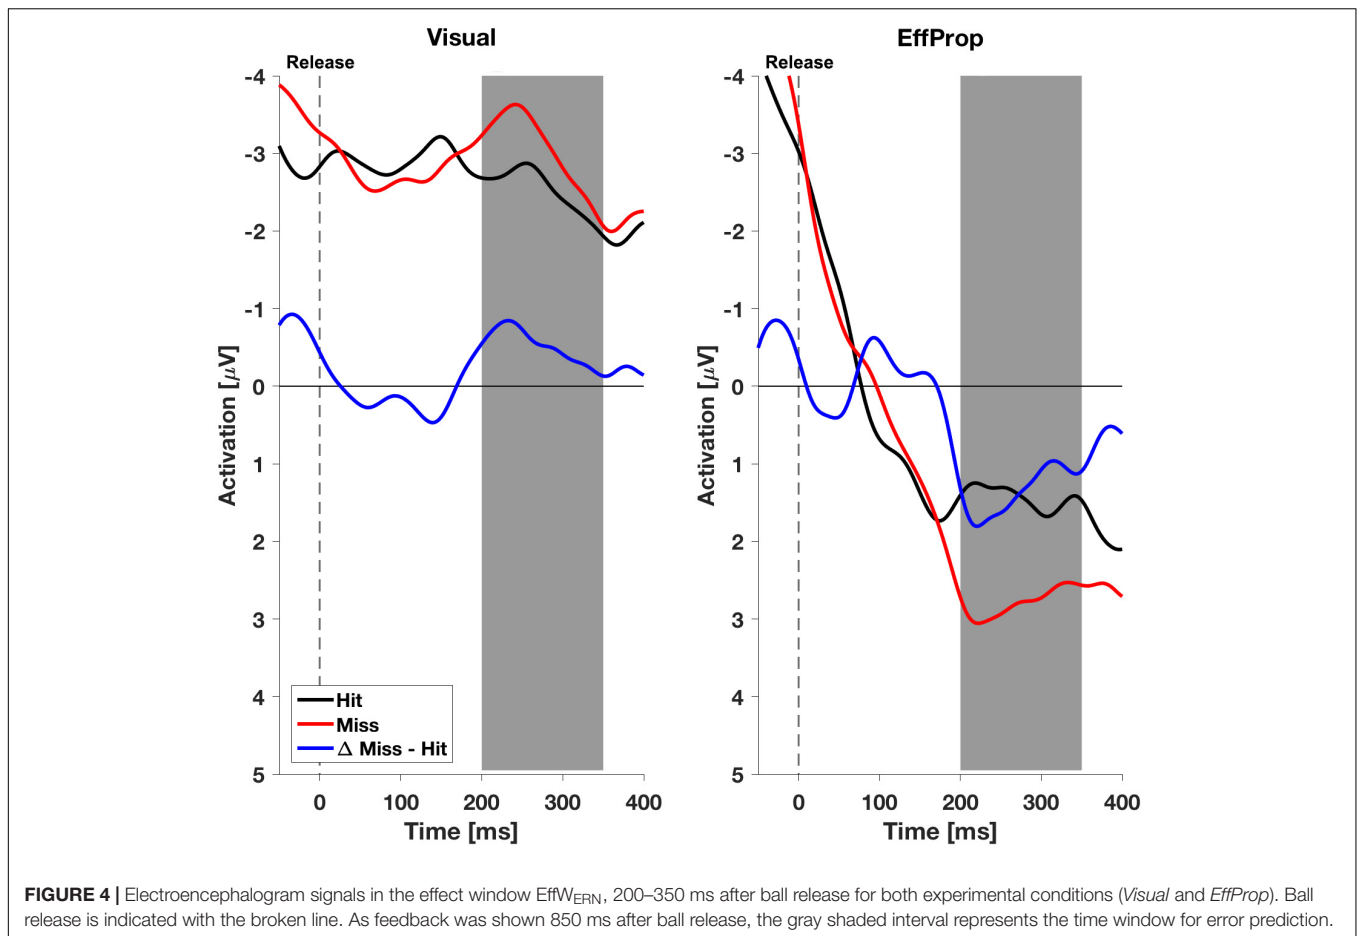 Visual
EffProp
Release
Release
-4
-3
-2
-1
0
1
2
3
4
5
Activation [μV]
0
100
200
300
400
Time [ms]
Hit
Miss
Δ Miss - Hit
-4
-3
-2
-1
0
1
2
3
4
5
Activation [μV]
0
100
200
300
400
Time [ms]
FIGURE 4 | Electroencephalogram signals in the effect window EffWERN, 200–350 ms after ball release for both experimental conditions (Visual and EffProp). Ball
release is indicated with the broken line. As feedback was shown 850 ms after ball release, the gray shaded interval represents the time window for error prediction.